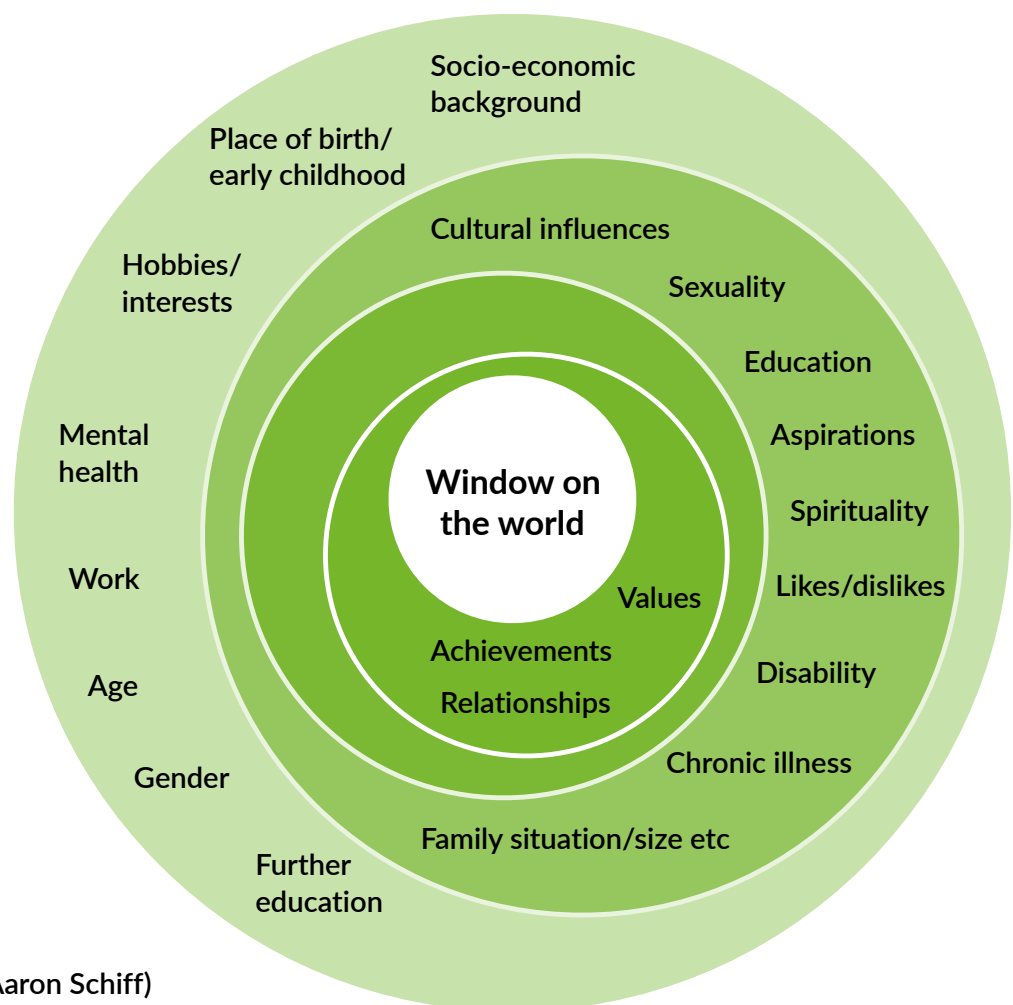 Socio-economic
background
Place of birth/
early childhood
Cultural influences
Hobbies/
interests
Sexuality
Education
Mental
health
Aspirations
Window on
the world
Spirituality
Work
Likes/dislikes
Values
Achievements
Disability
Age
Relationships
Chronic illness
Gender
Family situation/size etc
Further
education
Schiff)